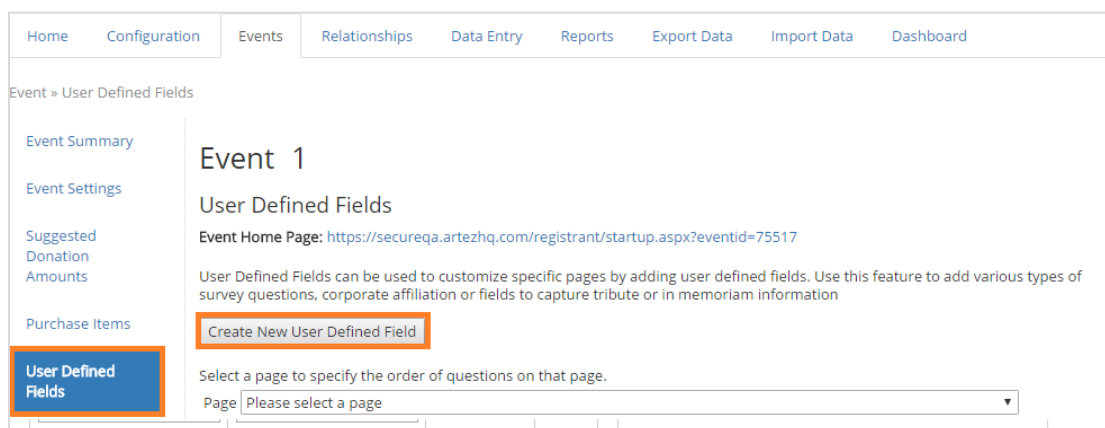 Home Configuration Events Relationships Data Entry Reports Export Data Import Data Dashboard
Event » User Defined Fields
Event Summary
Event Settings
Suggested
Donation
Amounts
Purchase Items
User Defined
Fields
Event 1
User Defined Fields
Event Home Page: https://secureqa.artezhq.com/registrant/startup.aspx?eventid=75517
User Defined Fields can be used to customize specific pages by adding user defined fields. Use this feature to add various types of
survey questions, corporate affiliation or fields to capture tribute or in memoriam information
Create New User Defined Field
Select a page to specify the order of questions on that page.
Page Please select a page